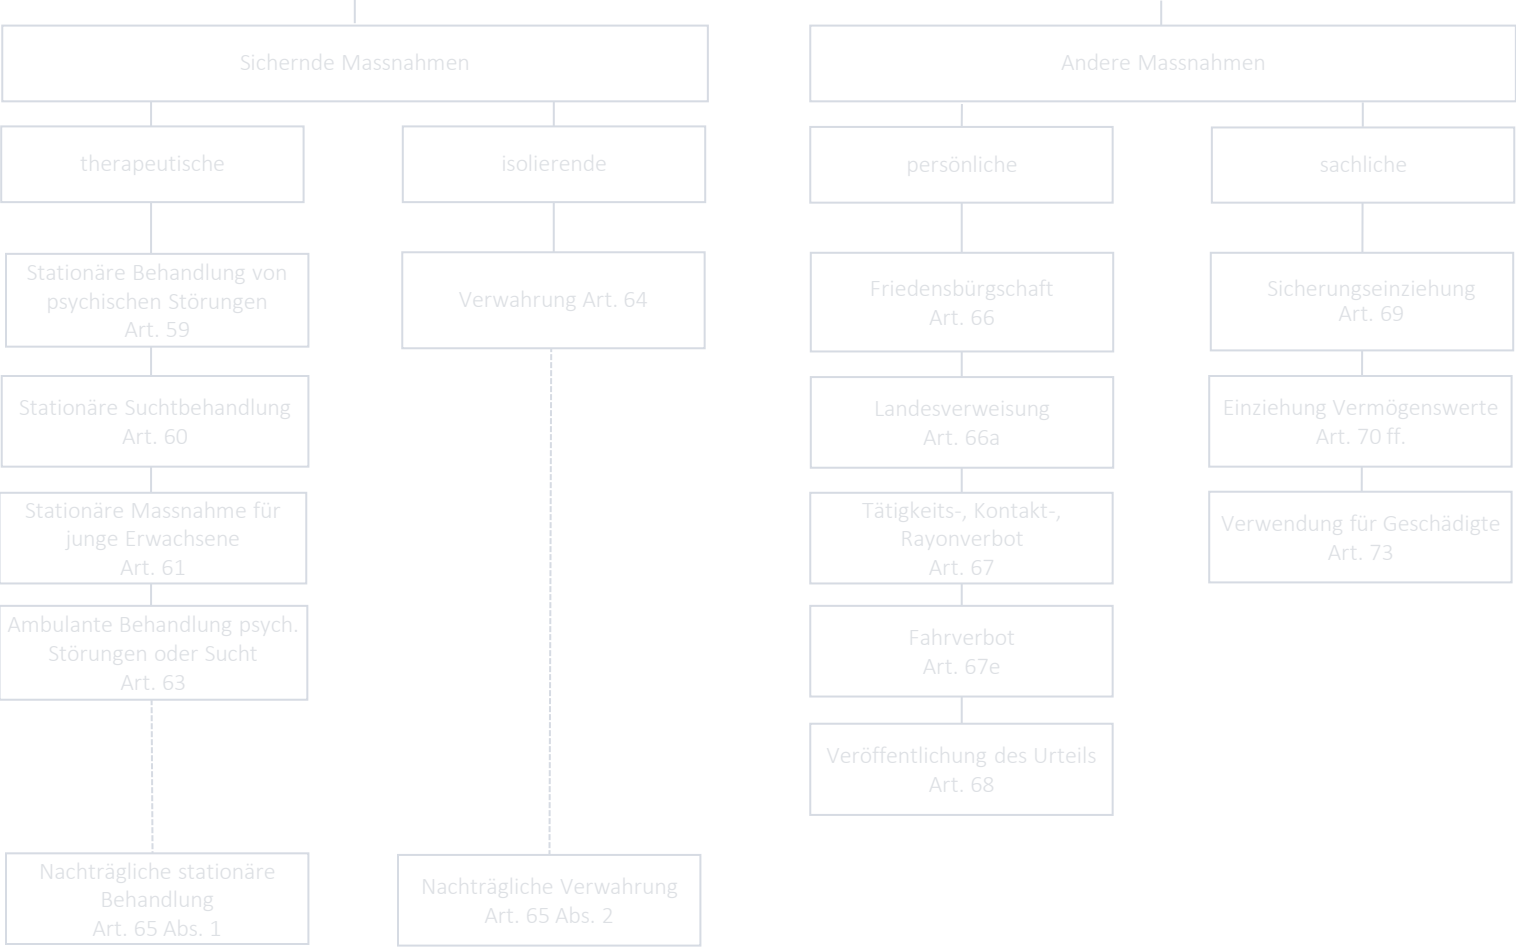 Sichernde Massnahmen
Andere Massnahmen
therapeutische
isolierende
persönliche
sachliche
Stationäre Behandlung von
psychischen Störungen
Art. 59
Verwahrung Art. 64
Friedensbürgschaft
Art. 66
Sicherungseinziehung
Art. 69
Stationäre Suchtbehandlung
Art. 60
Landesverweisung
Art. 66a
Einziehung Vermögenswerte
Art. 70 ff.
Stationäre Massnahme für
junge Erwachsene
Art. 61
Tätigkeits-, Kontakt-,
Rayonverbot
Art. 67
Verwendung für Geschädigte
Art. 73
Ambulante Behandlung psych.
Störungen oder Sucht
Art. 63
Fahrverbot
Art. 67e
Veröffentlichung des Urteils
Art. 68
Nachträgliche stationäre
Behandlung
Art. 65 Abs. 1
Nachträgliche Verwahrung
Art. 65 Abs. 2